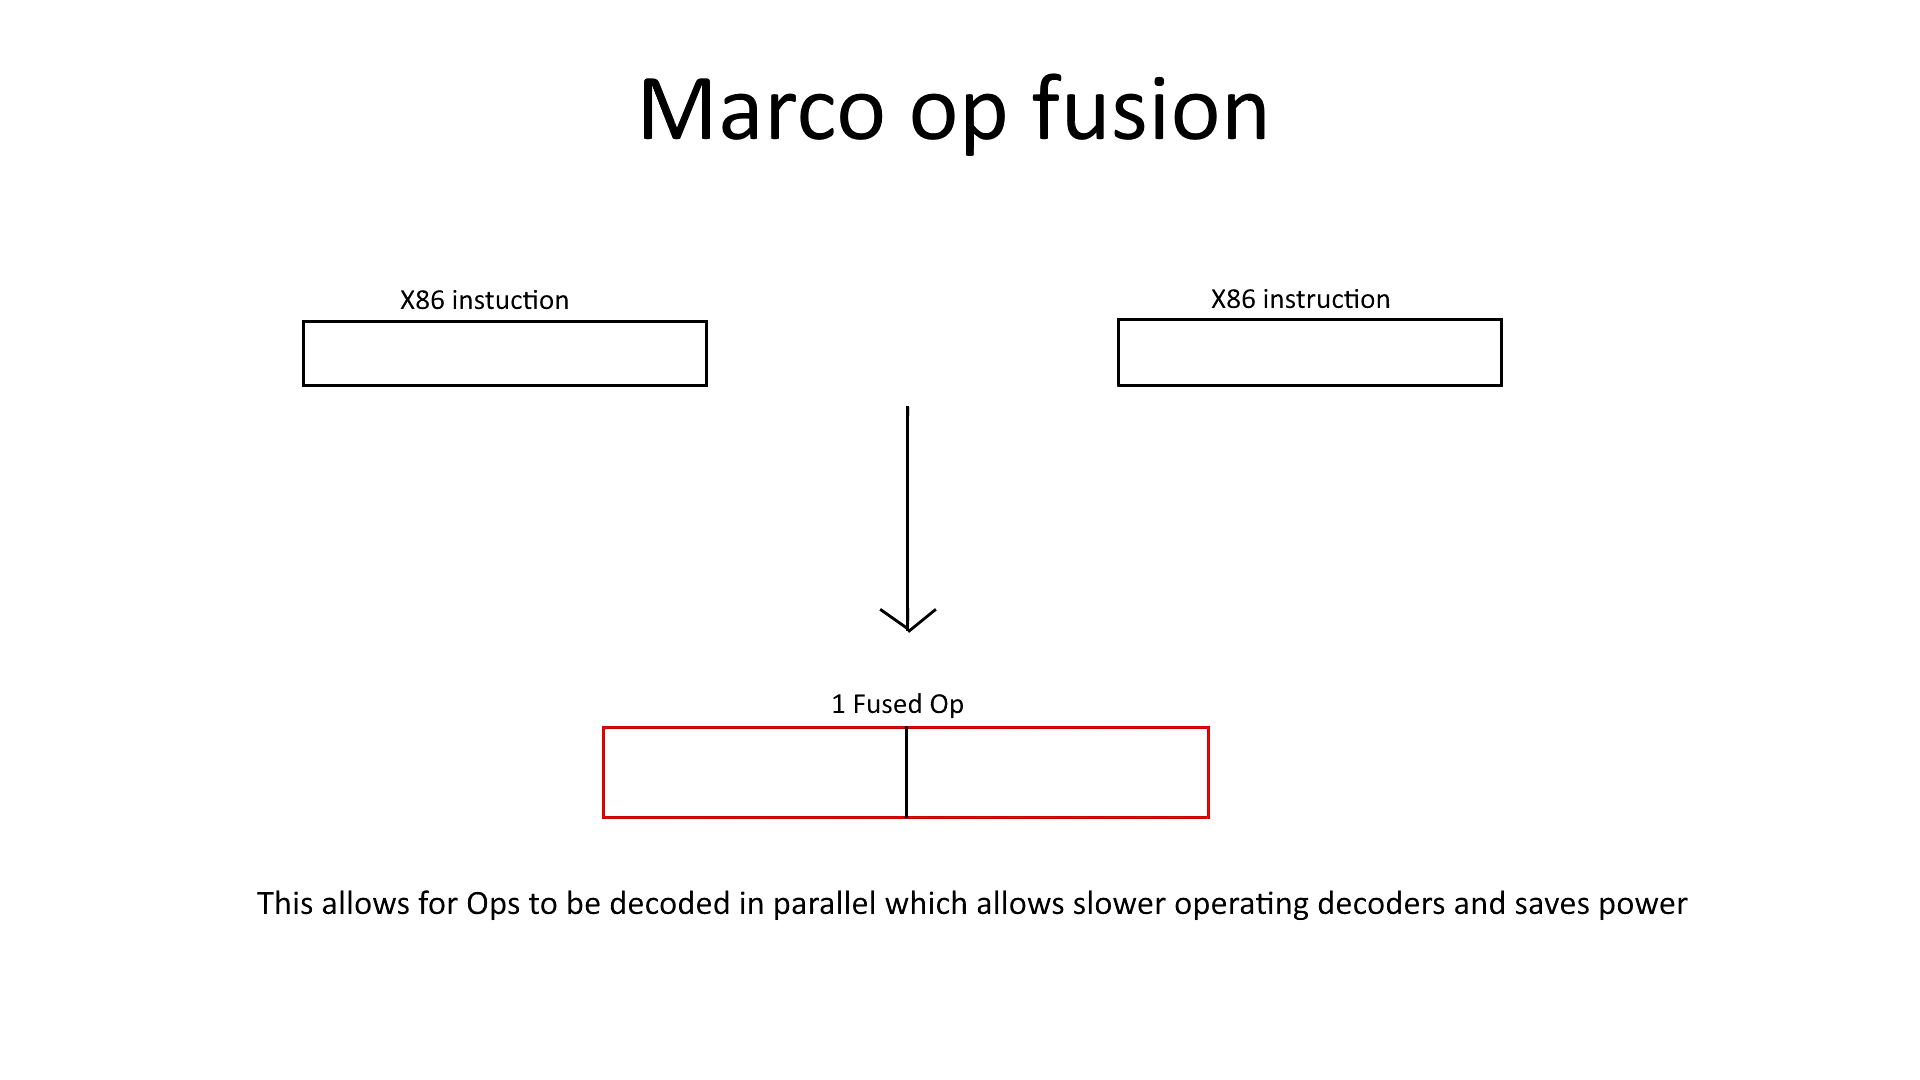 Marco op fusion
X86 instuction
X86 instruction
1 Fused Op
This allows for Ops to be decoded in parallel which allows slower operating decoders and saves power